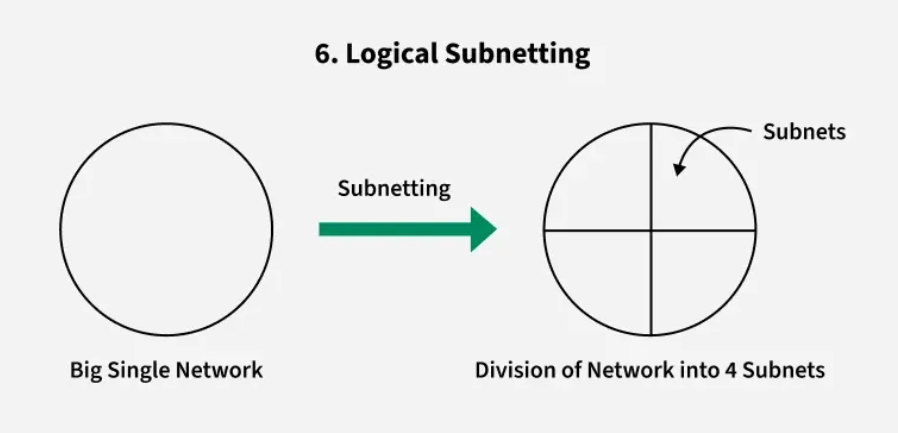 6. Logical Subnetting
Subnets
Subnetting
Big Single Network
Division of Network into 4 Subnets